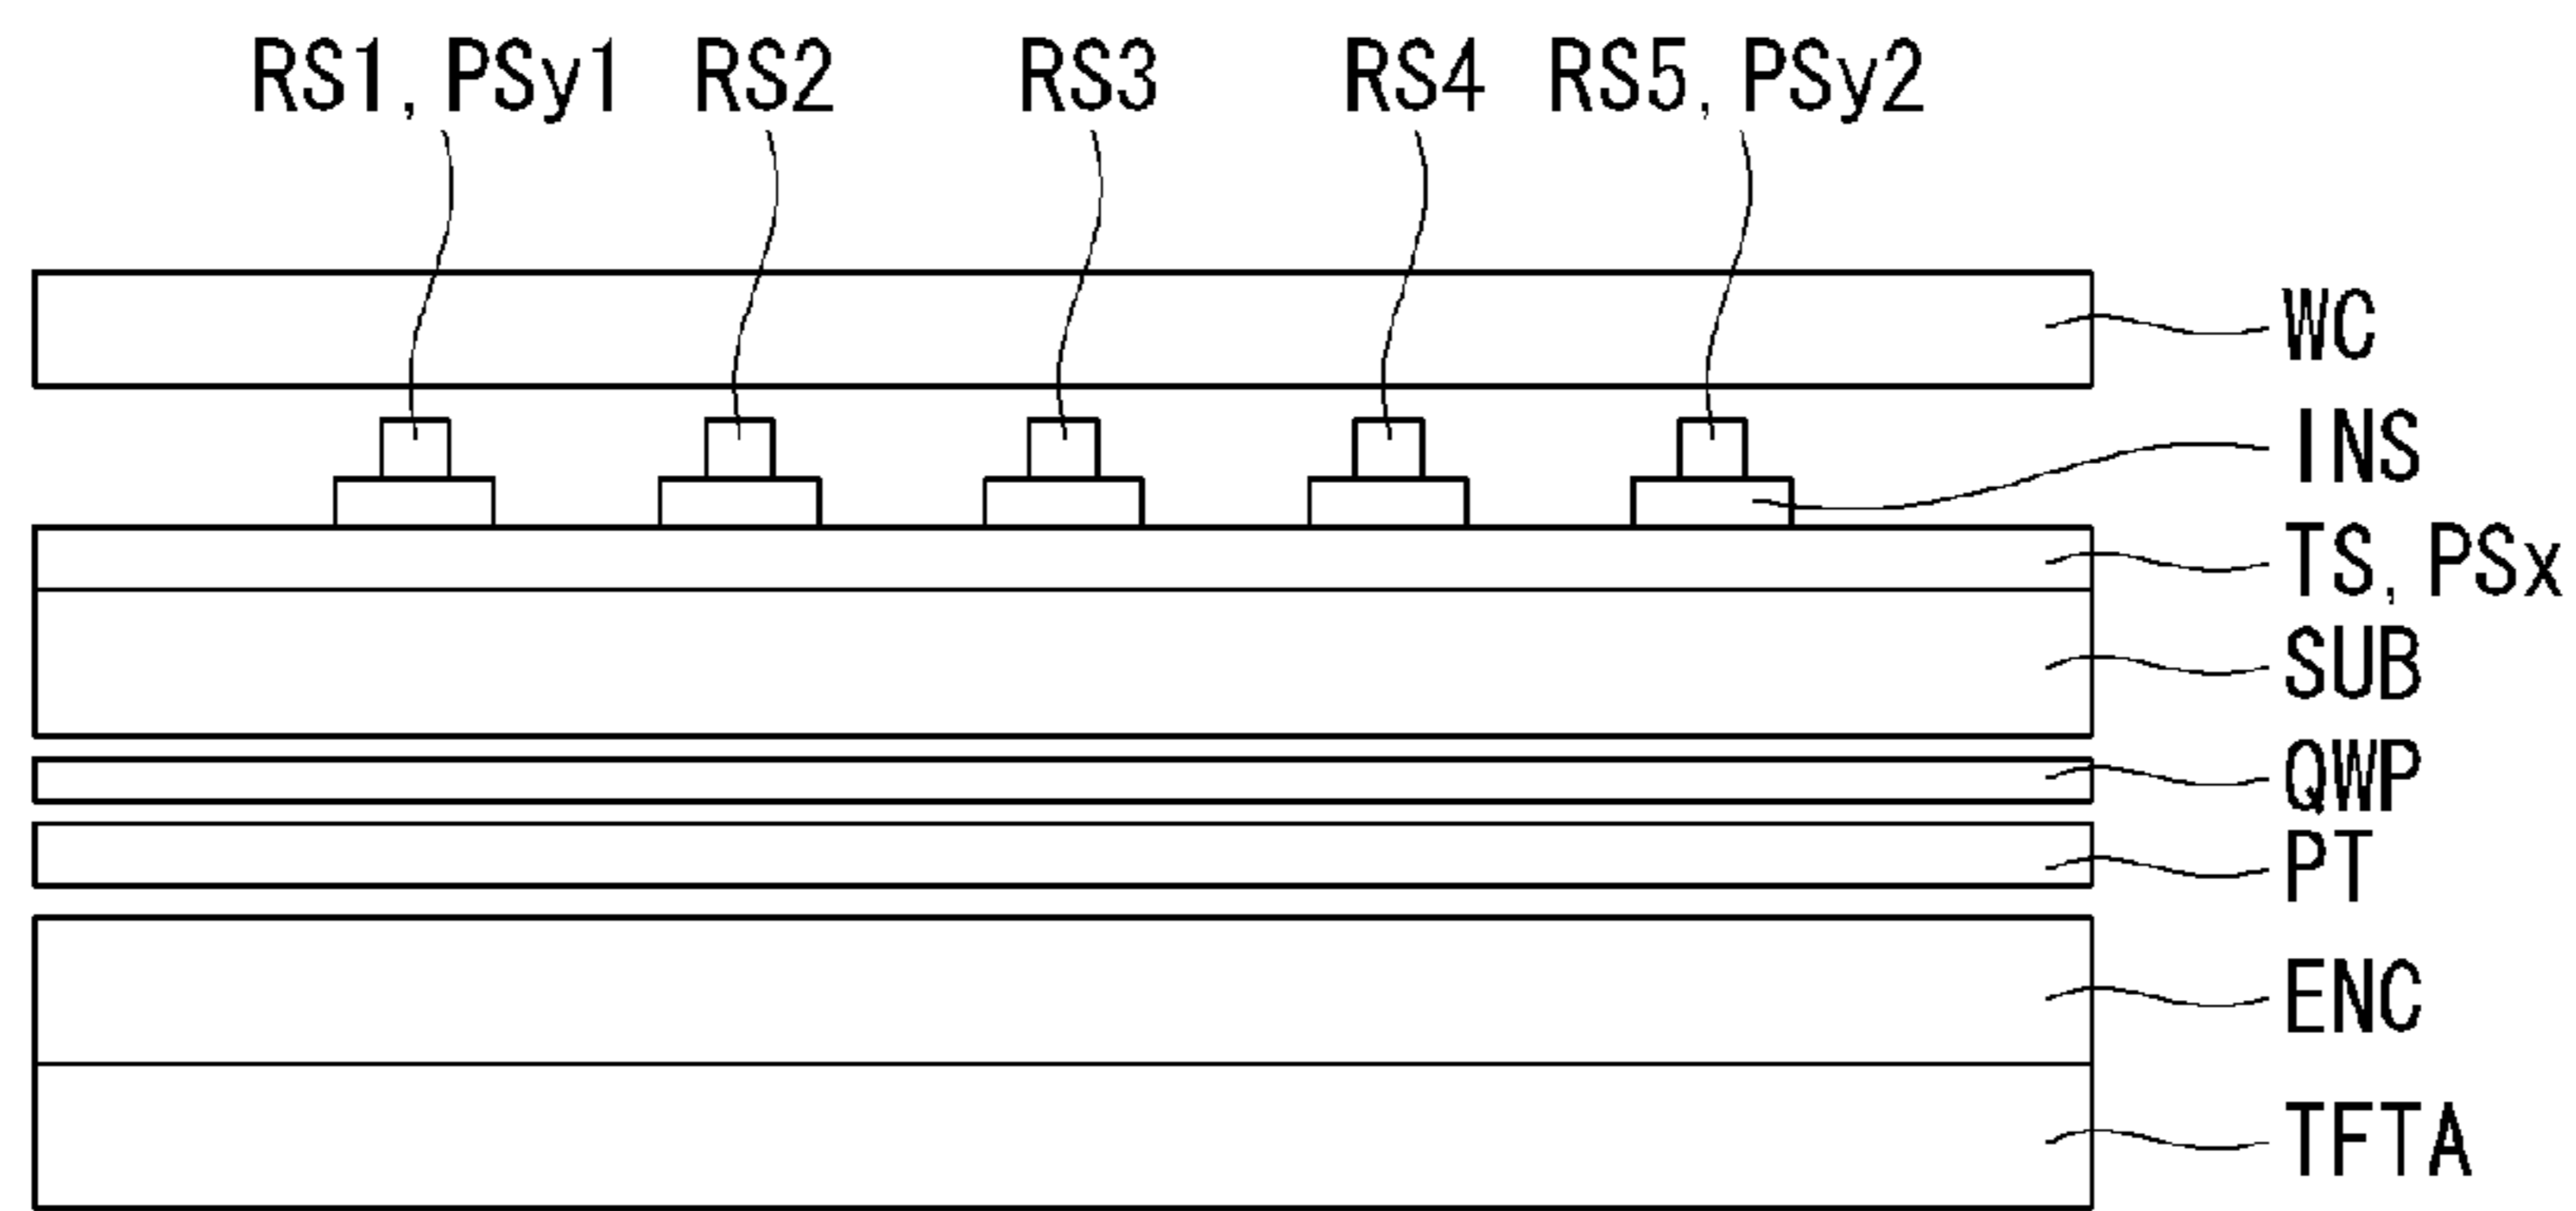 RS1, PSy1 RS2 RS3 RS4 RS5, PSy2
WC
INS
TS, PSx
SUB
QWP
PT
ENC
TFTA